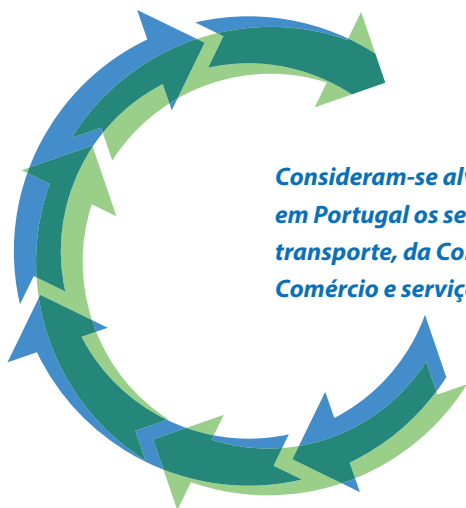 Consideram-se
em Portugal os
transporte, da
Comércio e